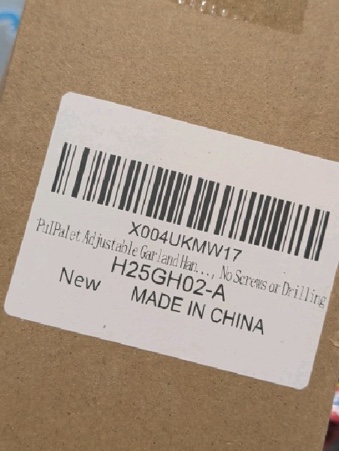 X004UKMW17
PulPalet Adjustable Garland Han..., No Screws or Drilling
H25GH02-A
New
MADE IN CHINA